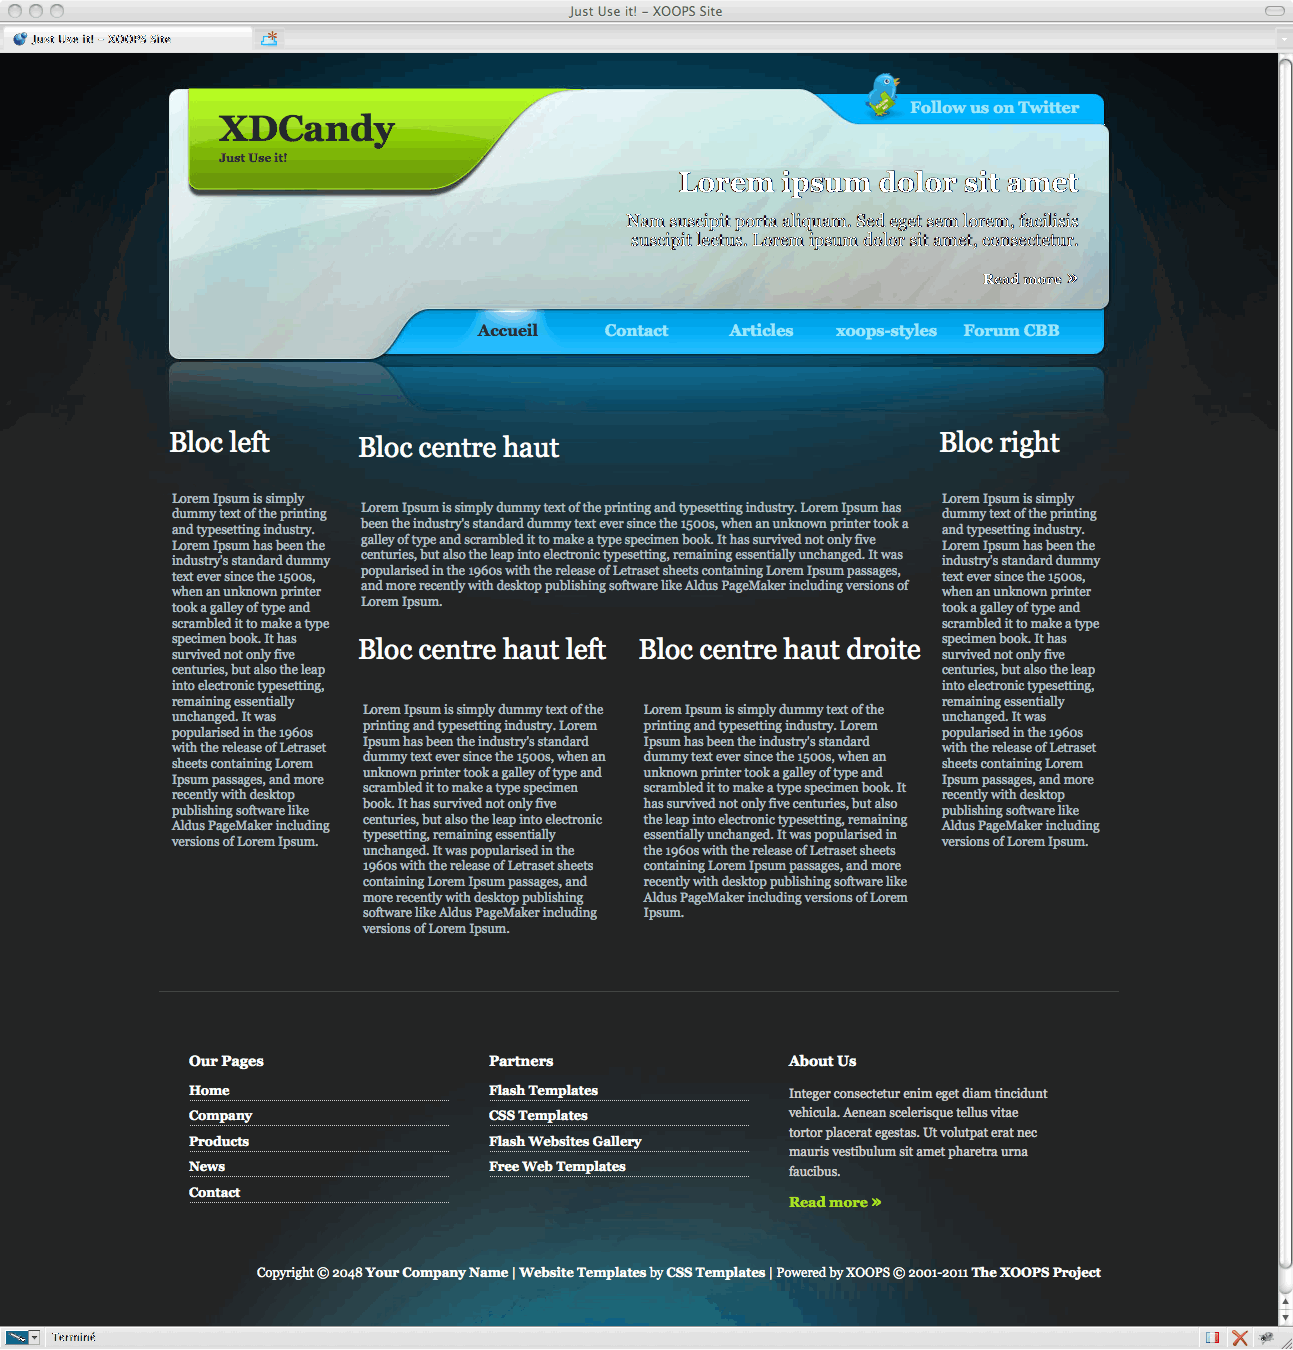 Just Use it! – XOOPS Site
Just Use it! – XOOPS Site
XDCandy
Just Use it!
Follow us on Twitter
Lorem ipsum dolor sit amet
Nam suscipit porta aliquam. Sed eget sem lorem, facilisis
suscipit lectus. Lorem ipsum dolor sit amet, consectetur.
Read more »
Accueil Contact Articles xoops-styles Forum CBB
Bloc left
Lorem Ipsum is simply
dummy text of the printing
and typesetting industry.
Lorem Ipsum has been the
industry's standard dummy
text ever since the 1500s,
when an unknown printer
took a galley of type and
scrambled it to make a type
specimen book. It has
survived not only five
centuries, but also the leap
into electronic typesetting,
remaining essentially
unchanged. It was
popularised in the 1960s
with the release of Letraset
sheets containing Lorem
Ipsum passages, and more
recently with desktop
publishing software like
Aldus PageMaker including
versions of Lorem Ipsum.
Bloc centre haut
Lorem Ipsum is simply dummy text of the printing and typesetting industry. Lorem Ipsum has
been the industry's standard dummy text ever since the 1500s, when an unknown printer took a
galley of type and scrambled it to make a type specimen book. It has survived not only five
centuries, but also the leap into electronic typesetting, remaining essentially unchanged. It was
popularised in the 1960s with the release of Letraset sheets containing Lorem Ipsum passages,
and more recently with desktop publishing software like Aldus PageMaker including versions of
Lorem Ipsum.
Bloc centre haut left
Lorem Ipsum is simply dummy text of the
printing and typesetting industry. Lorem
Ipsum has been the industry's standard
dummy text ever since the 1500s, when an
unknown printer took a galley of type and
scrambled it to make a type specimen
book. It has survived not only five
centuries, but also the leap into electronic
typesetting, remaining essentially
unchanged. It was popularised in the
1960s with the release of Letraset sheets
containing Lorem Ipsum passages, and
more recently with desktop publishing
software like Aldus PageMaker including
versions of Lorem Ipsum.
Bloc centre haut droite
Lorem Ipsum is simply dummy text of the
printing and typesetting industry. Lorem
Ipsum has been the industry's standard
dummy text ever since the 1500s, when an
unknown printer took a galley of type and
scrambled it to make a type specimen book. It
has survived not only five centuries, but also
the leap into electronic typesetting, remaining
essentially unchanged. It was popularised in
the 1960s with the release of Letraset sheets
containing Lorem Ipsum passages, and more
recently with desktop publishing software like
Aldus PageMaker including versions of Lorem
Ipsum.
Bloc right
Lorem Ipsum is simply
dummy text of the printing
and typesetting industry.
Lorem Ipsum has been the
industry's standard dummy
text ever since the 1500s,
when an unknown printer
took a galley of type and
scrambled it to make a type
specimen book. It has
survived not only five
centuries, but also the leap
into electronic typesetting,
remaining essentially
unchanged. It was
popularised in the 1960s
with the release of Letraset
sheets containing Lorem
Ipsum passages, and more
recently with desktop
publishing software like
Aldus PageMaker including
versions of Lorem Ipsum.
Our Pages
Home
Company
Products
News
Contact
Partners
Flash Templates
CSS Templates
Flash Websites Gallery
Free Web Templates
About Us
Integer consectetur enim eget diam tincidunt
vehicula. Aenean scelerisque tellus vitae
tortor placerat egestas. Ut volutpat erat nec
mauris vestibulum sit amet pharetra urna
faucibus.
Read more »
Copyright © 2048 Your Company Name | Website Templates by CSS Templates | Powered by XOOPS © 2001-2011 The XOOPS Project
Terminé